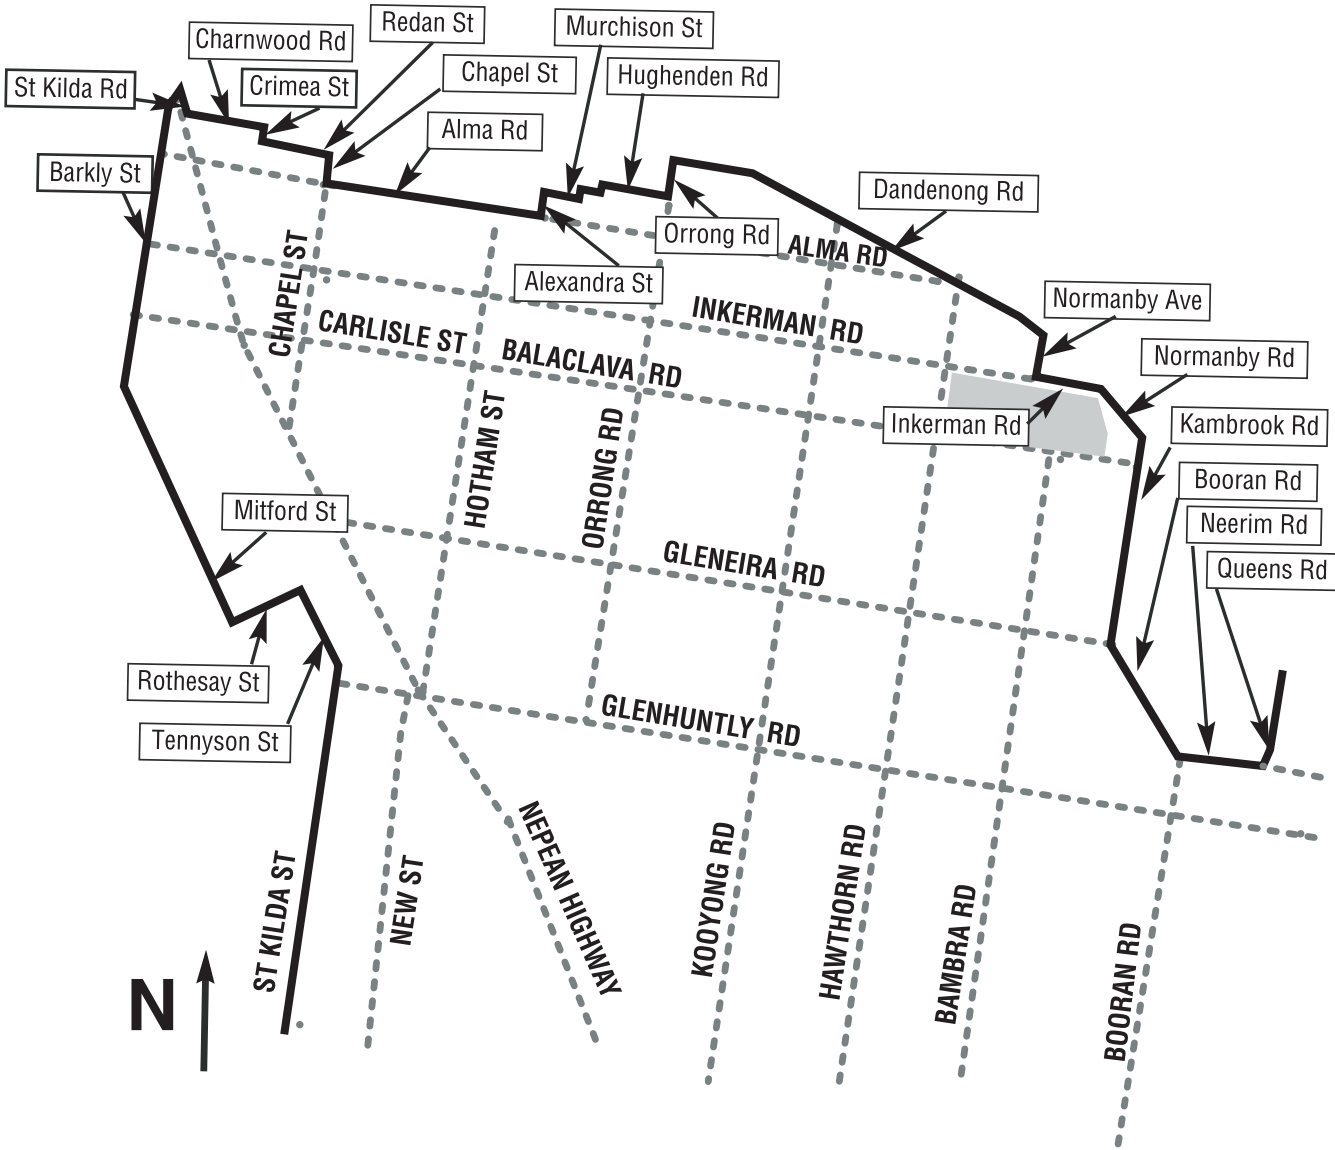 Redan St
Murchison St
Charnwood Rd
Chapel St
Hughenden Rd
St Kilda Rd
Crimea St
Alma Rd
Barkly St
Dandenong Rd
Orrong Rd
ALMA RD
CHAPEL ST
Alexandra St
Normanby Ave
INKERMAN RD
CARLISLE ST
BALACLAVA RD
Normanby Rd
Inkerman Rd
Kambrook Rd
HOTHAM ST
ORRONG RD
Booran Rd
Mitford St
Neerim Rd
GLENEIRA RD
Queens Rd
Rothesay St
GLENHUNTLY RD
Tennyson St
NEPEAN HIGHWAY
ST KILDA ST
NEW ST
KOOYONG RD
HAWTHORN RD
BAMBRA RD
BOORAN RD
N